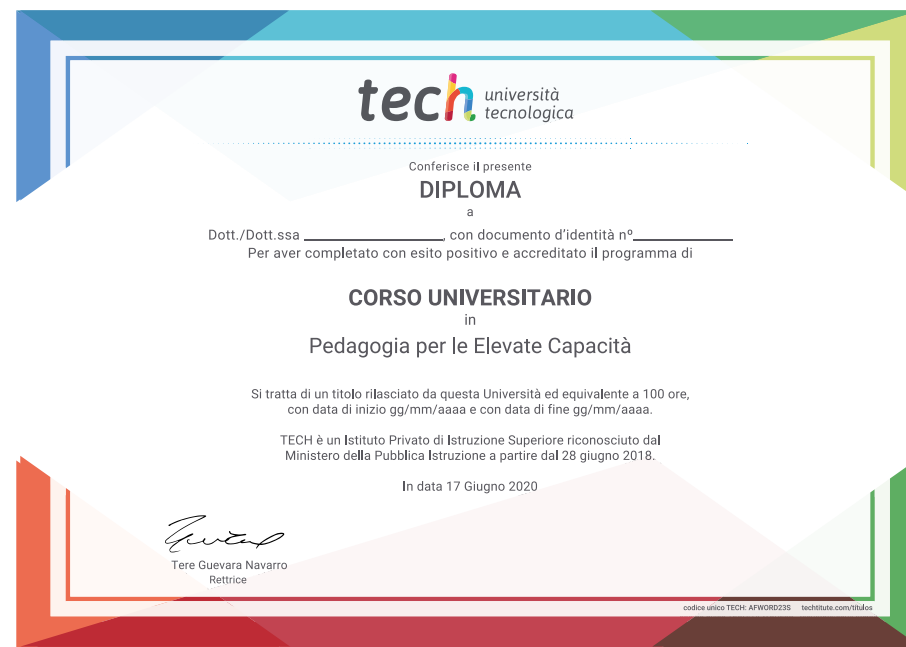 tech università
tecnologica
Conferisce il presente
DIPLOMA
a
Dott./Dott.ssa ____________________, con documento d'identità nº______________
Per aver completato con esito positivo e accreditato il programma di
CORSO UNIVERSITARIO
in
Pedagogia per le Elevate Capacità
Si tratta di un titolo rilasciato da questa Università ed equivalente a 100 ore,
con data di inizio gg/mm/aaaa e con data di fine gg/mm/aaaa.
TECH è un Istituto Privato di Istruzione Superiore riconosciuto dal
Ministero della Pubblica Istruzione a partire dal 28 giugno 2018.
In data 17 Giugno 2020
Tere Guevara Navarro
Rettrice
codice unico TECH: AFWORD23S techtitute.com/titulos